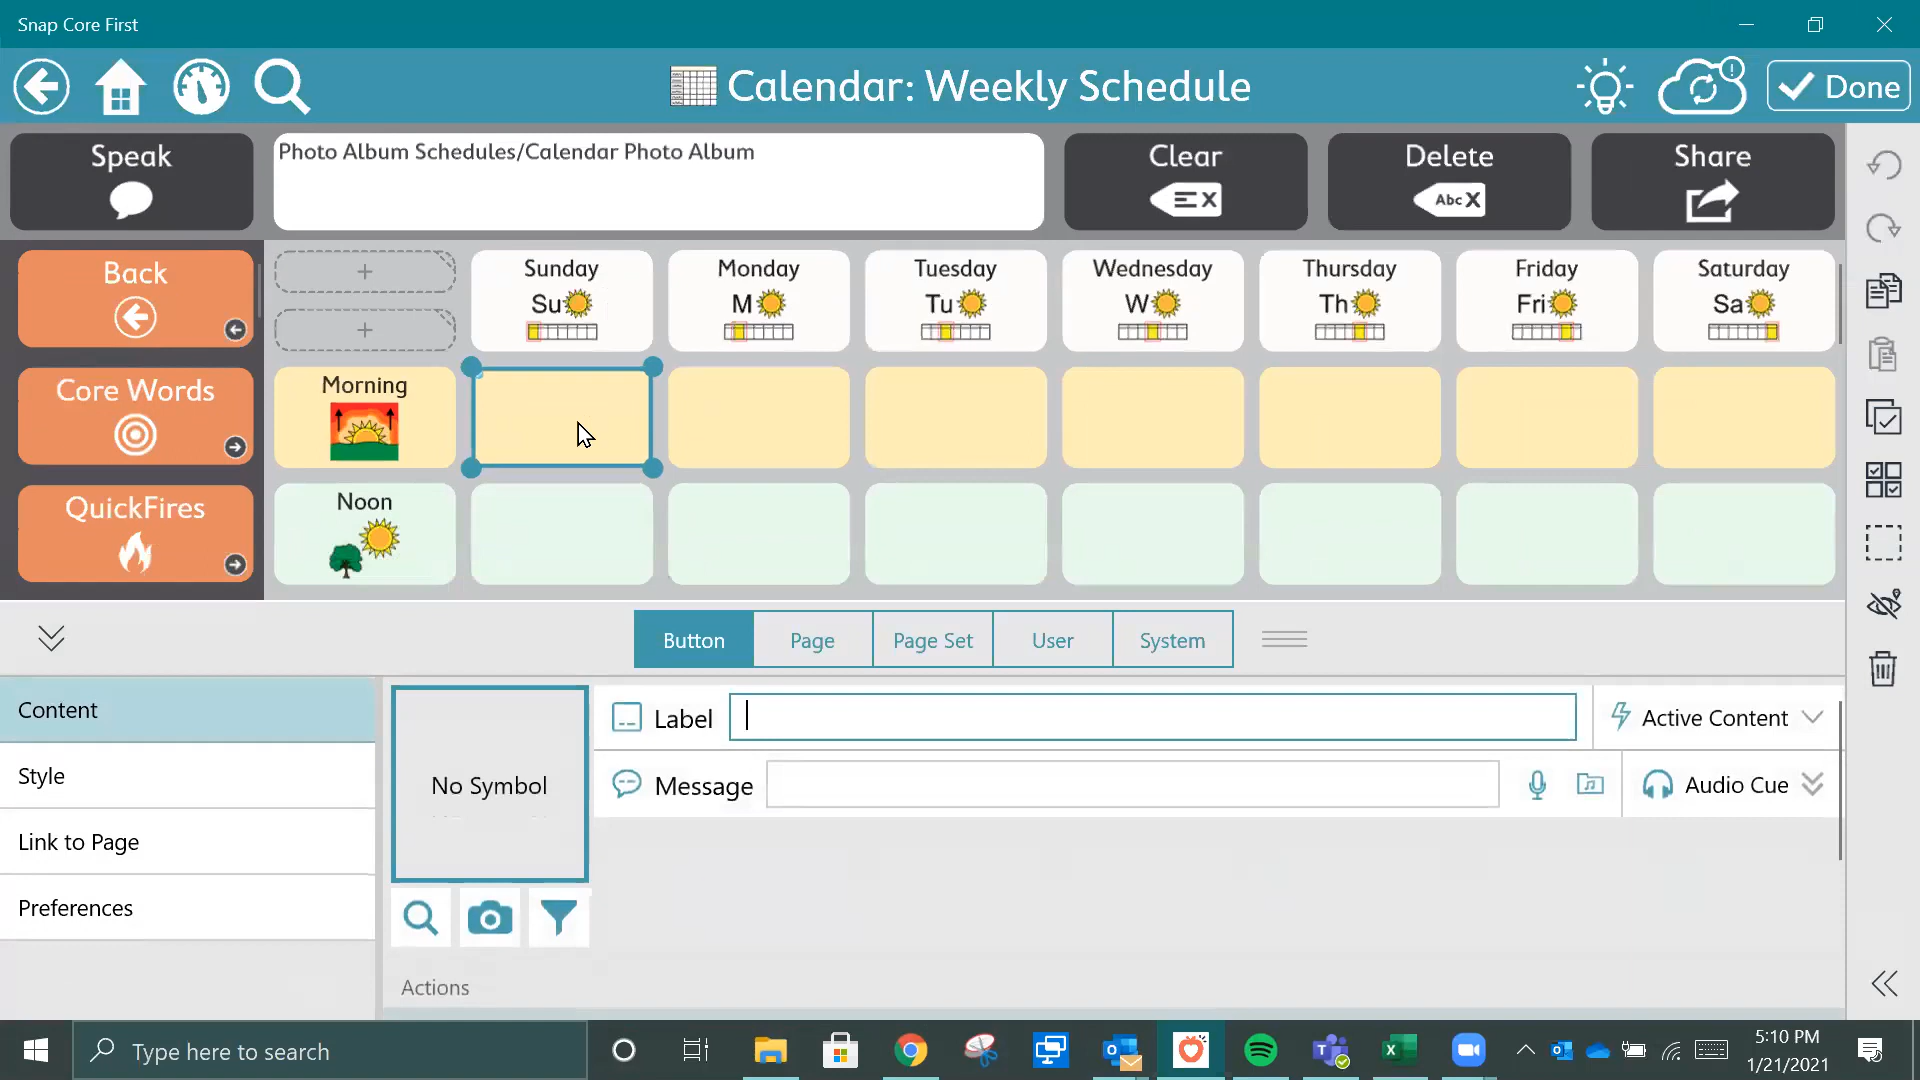 Snap Core First
Calendar: Weekly Schedule
Done
Speak
Photo Album Schedules/Calendar Photo Album
Clear
Delete
Abc X
Share
Back
Core Words
QuickFires
Sunday
Su
Monday
M
Tuesday
Tu
Wednesday
W
Thursday
Th
Friday
Fri
Saturday
Sa
Morning
Noon
Button
Page
Page Set
User
System
Content
Style
Link to Page
Preferences
No Symbol
Label
Active Content
Message
Audio Cue
Actions
Type here to search
5:10 PM
1/21/2021